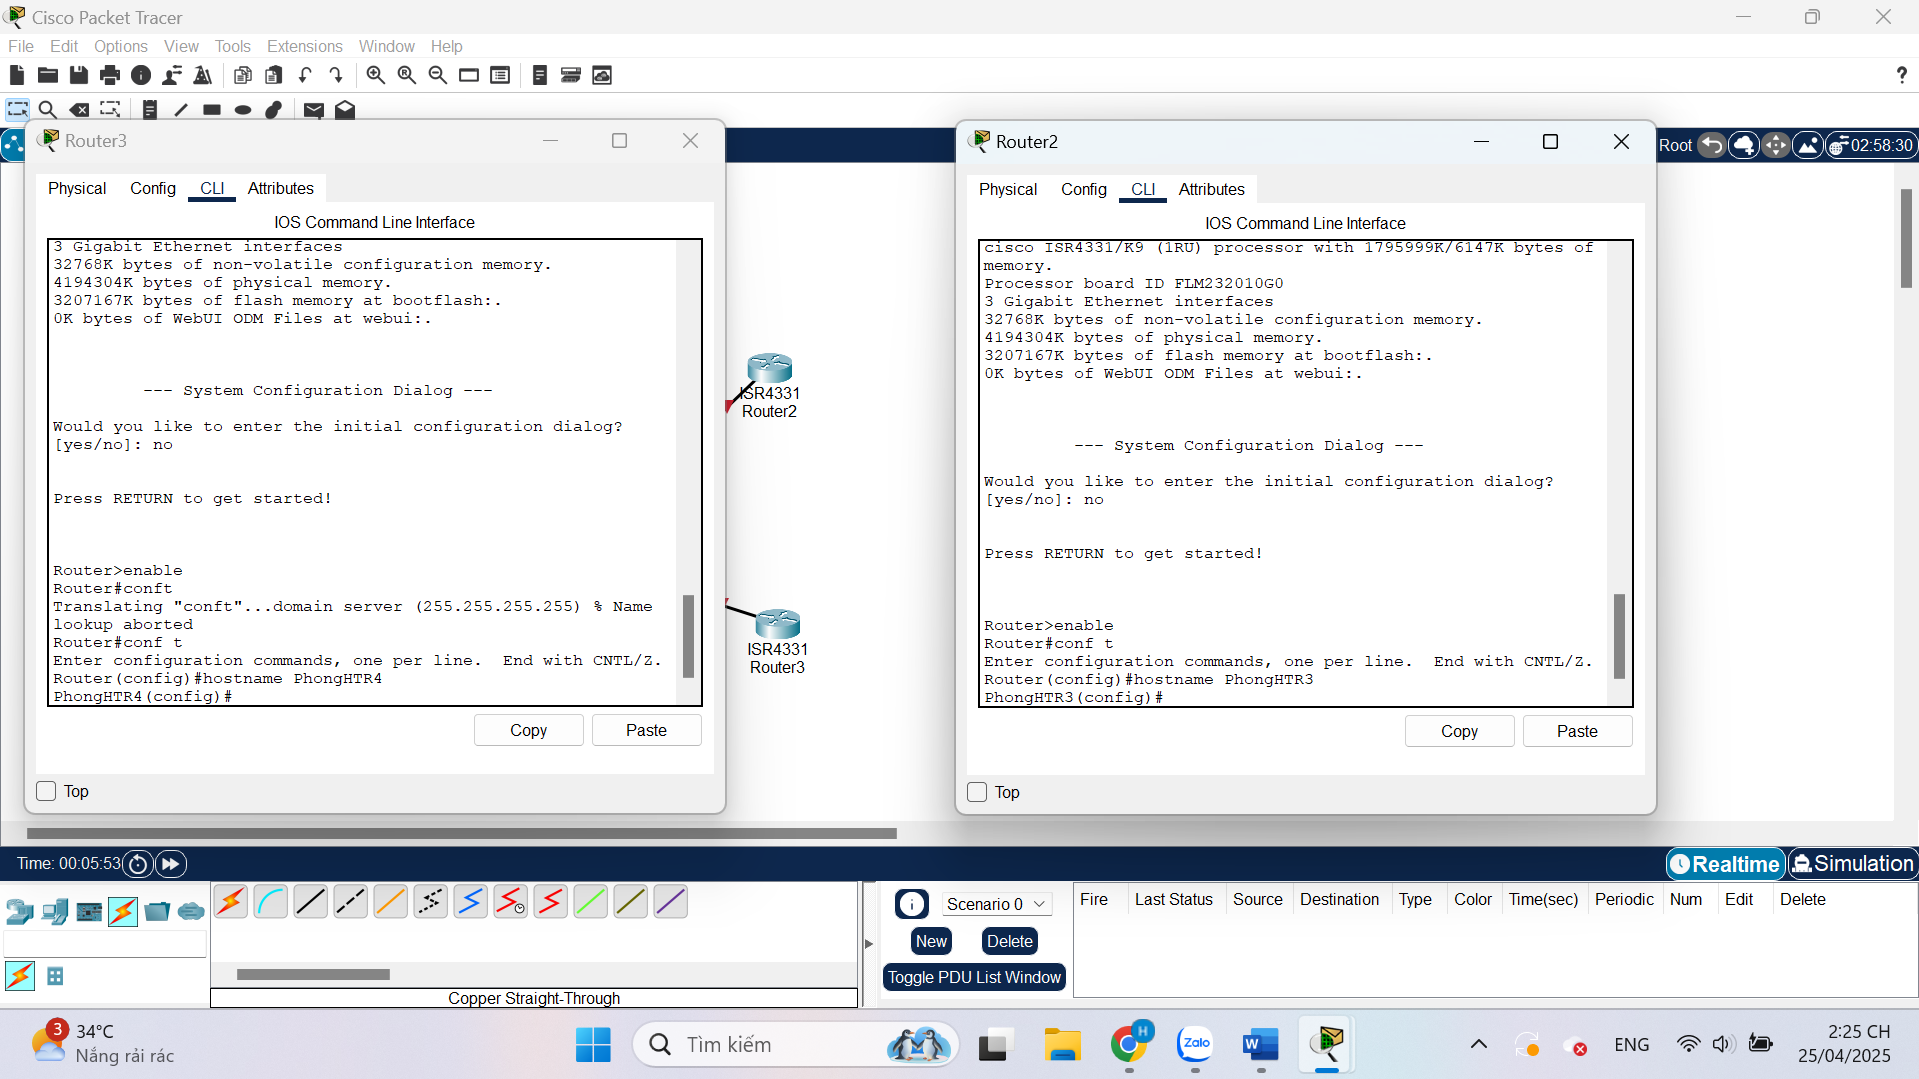 Cisco Packet Tracer
File Edit Options View Tools Extensions Window Help
?
Router3
Physical Config CLI Attributes
IOS Command Line Interface
3 Gigabit Ethernet interfaces
32768K bytes of non-volatile configuration memory.
4194304K bytes of physical memory.
3207167K bytes of flash memory at bootflash:.
0K bytes of WebUI ODM Files at webui:.
--- System Configuration Dialog ---
Would you like to enter the initial configuration dialog?
[yes/no]: no
Press RETURN to get started!
Router>enable
Router#conft
Translating "conft"...domain server (255.255.255.255) % Name
lookup aborted
Router#conf t
Enter configuration commands, one per line.  End with CNTL/Z.
Router(config)#hostname PhongHTR4
PhongHTR4(config)#
Copy Paste
Top
ISR4331
Router2
ISR4331
Router3
Router2
Physical Config CLI Attributes
IOS Command Line Interface
cisco ISR4331/K9 (1RU) processor with 1795999K/6147K bytes of
memory.
Processor board ID FLM232010G0
3 Gigabit Ethernet interfaces
32768K bytes of non-volatile configuration memory.
4194304K bytes of physical memory.
3207167K bytes of flash memory at bootflash:.
0K bytes of WebUI ODM Files at webui:.
--- System Configuration Dialog ---
Would you like to enter the initial configuration dialog?
[yes/no]: no
Press RETURN to get started!
Router>enable
Router#conf t
Enter configuration commands, one per line.  End with CNTL/Z.
Router(config)#hostname PhongHTR3
PhongHTR3(config)#
Copy Paste
Top
Root 02:58:30
Time: 00:05:53
Realtime Simulation
Copper Straight-Through
Scenario 0
New Delete
Toggle PDU List Window
Fire Last Status Source Destination Type Color Time(sec) Periodic Num Edit Delete
3
34°C
Nắng rải rác
Tìm kiếm
H
Zalo
W
ENG
2:25 CH
25/04/2025